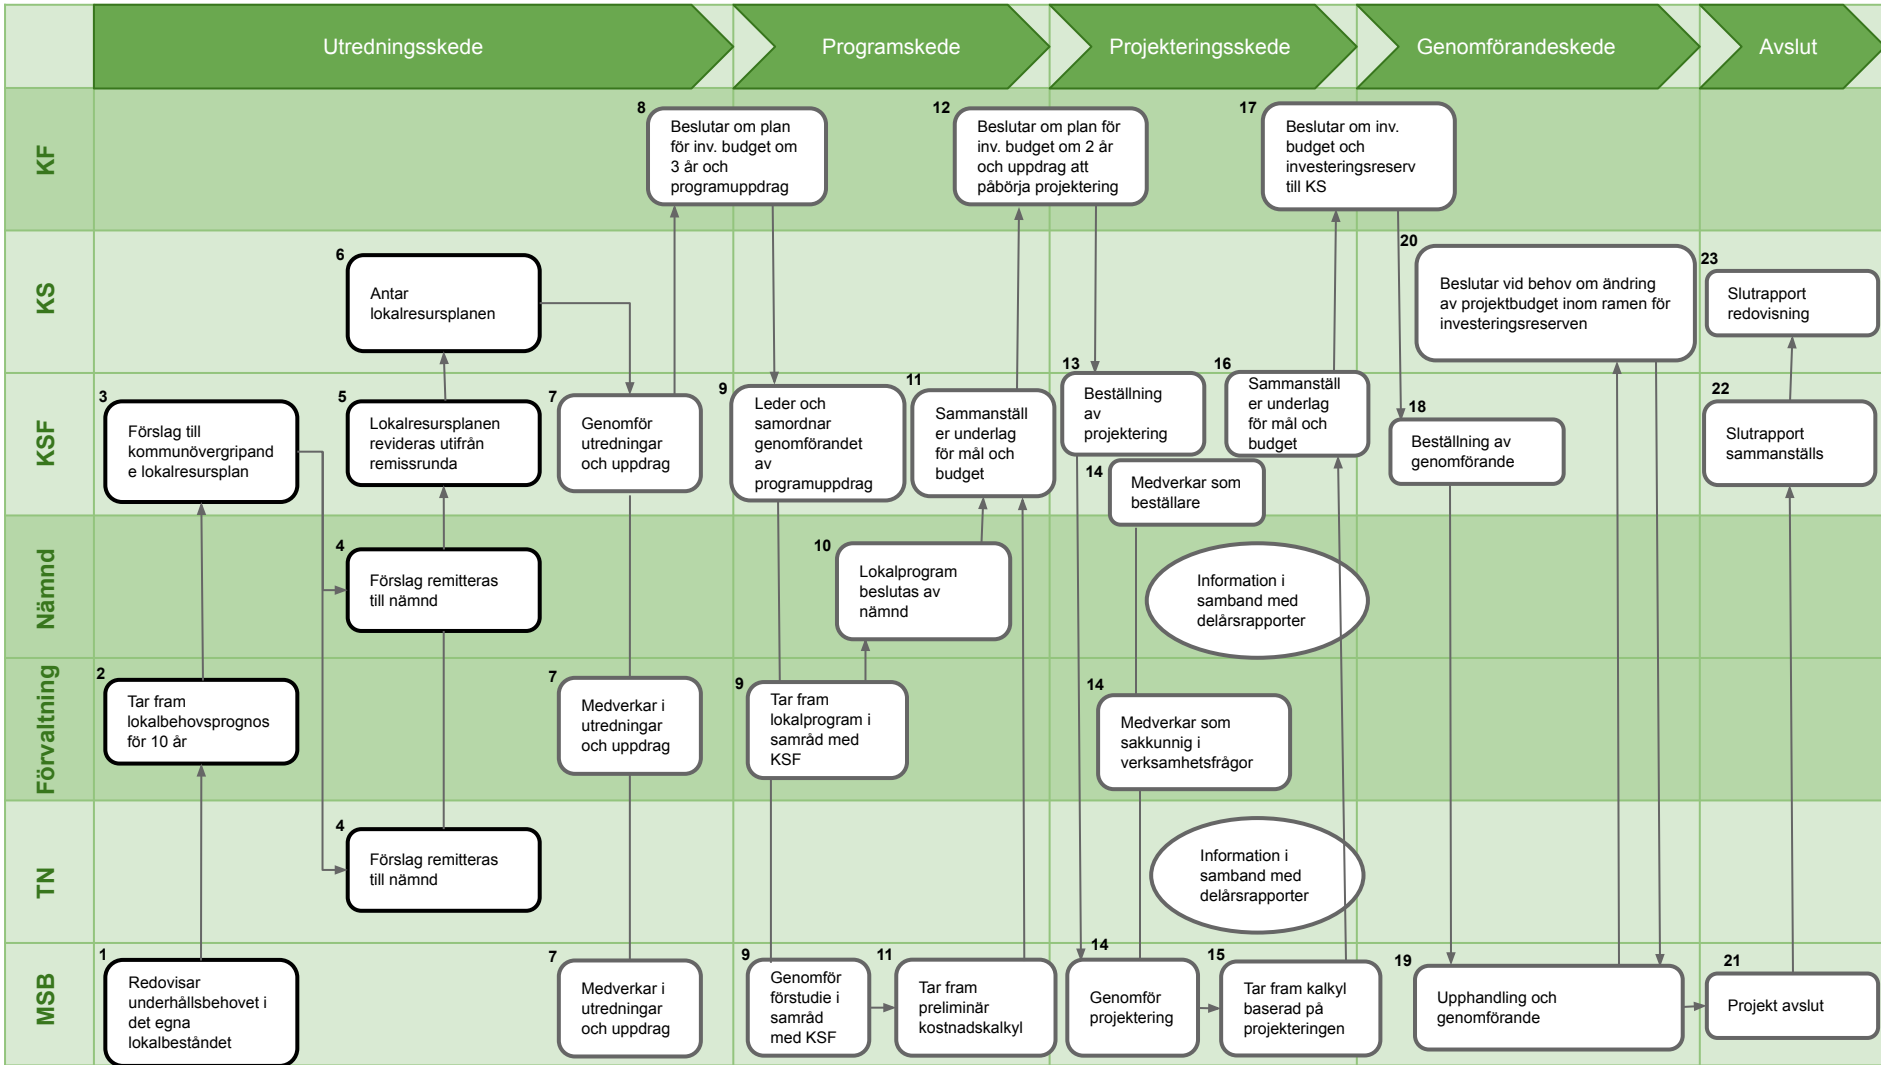 Utredningsskede
Programskede
Projekteringsskede
Genomförandeskede
Avslut
KF
8
Beslutar om plan
för inv. budget om
3 år och
programuppdrag
12
Beslutar om plan för
inv. budget om 2 år
och uppdrag att
påbörja projektering
17
Beslutar om inv.
budget och
investeringsreserv
till KS
KS
6
Antar
lokalresursplanen
20
Beslutar vid behov om ändring
av projektbudget inom ramen för
investeringsreserven
23
Slutrapport
redovisning
KSF
3
Förslag till
kommunövergripand
e lokalresursplan
5
Lokalresursplanen
revideras utifrån
remissrunda
7
Genomför
utredningar
och uppdrag
9
Leder och
samordnar
genomförandet
av
programuppdrag
11
Sammanställ
er underlag
för mål och
budget
13
Beställning
av
projektering
14
Medverkar som
beställare
16
Sammanställ
er underlag
för mål och
budget
18
Beställning av
genomförande
22
Slutrapport
sammanställs
Nämnd
4
Förslag remitteras
till nämnd
10
Lokalprogram
beslutas av
nämnd
Information i
samband med
delårsrapporter
Förvaltning
2
Tar fram
lokalbehovsprognos
för 10 år
7
Medverkar i
utredningar
och uppdrag
9
Tar fram
lokalprogram i
samråd med
KSF
14
Medverkar som
sakkunnig i
verksamhetsfrågor
TN
4
Förslag remitteras
till nämnd
Information i
samband med
delårsrapporter
MSB
1
Redovisar
underhållsbehovet i
det egna
lokalbeståndet
7
Medverkar i
utredningar
och uppdrag
9
Genomför
förstudie i
samråd
med KSF
11
Tar fram
preliminär
kostnadskalkyl
14
Genomför
projektering
15
Tar fram kalkyl
baserad på
projekteringen
19
Upphandling och
genomförande
21
Projekt avslut